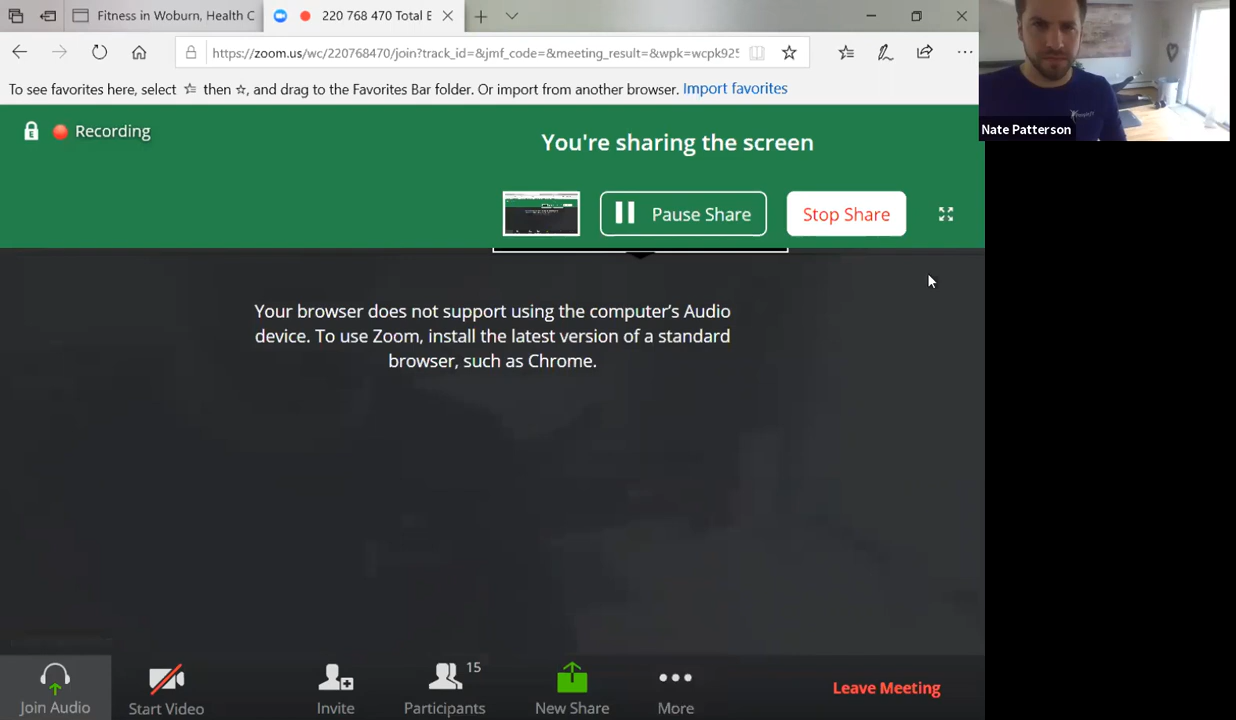 Fitness in Woburn, Health C
220 768 470 Total E
https://zoom.us/wc/220768470/join?track_id=&jmf_code=&meeting_result=&wpk=wcpk925
To see favorites here, select then , and drag to the Favorites Bar folder. Or import from another browser. Import favorites
Nate Patterson
Recording
You're sharing the screen
Pause Share
Stop Share
Your browser does not support using the computer's Audio
device. To use Zoom, install the latest version of a standard
browser, such as Chrome.
15
Join Audio
Start Video
Invite
Participants
New Share
More
Leave Meeting